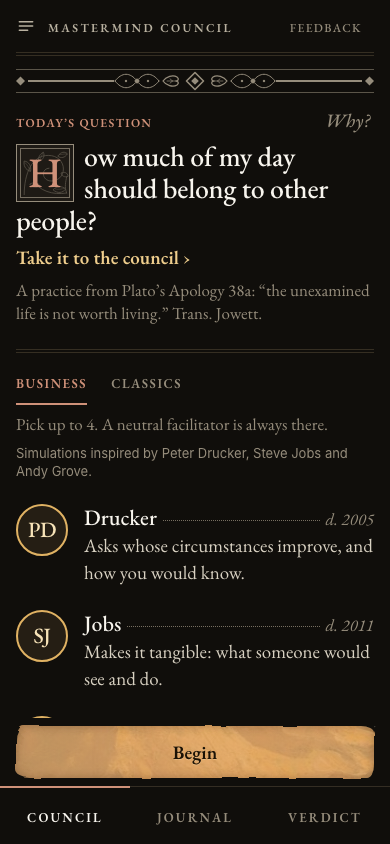 MASTERMIND COUNCIL
FEEDBACK
TODAY'S QUESTION
Why?
How much of my day
should belong to other
people?
Take it to the council ›
A practice from Plato's Apology 38a: “the unexamined
life is not worth living.” Trans. Jowett.
BUSINESS
CLASSICS
Pick up to 4. A neutral facilitator is always there.
Simulations inspired by Peter Drucker, Steve Jobs and
Andy Grove.
PD
Drucker
d. 2005
Asks whose circumstances improve, and
how you would know.
SJ
Jobs
d. 2011
Makes it tangible: what someone would
see and do.
Begin
COUNCIL
JOURNAL
VERDICT